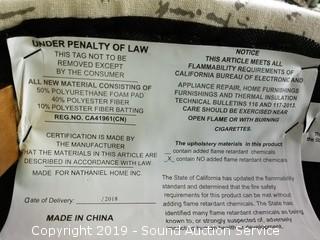 UNDER PENALTY OF LAW
THIS TAG NOT TO BE
REMOVED EXCEPT
BY THE CONSUMER
ALL NEW MATERIAL CONSISTING OF
50% POLYURETHANE FOAM PAD
40% POLYESTER FIBER
10% POLYESTER FIBER BATTING
REG.NO. CA41961(CN)
CERTIFICATION IS MADE BY
THE MANUFACTURER
THAT THE MATERIALS IN THIS ARTICLE ARE
DESCRIBED IN ACCORDANCE WITH LAW
MADE FOR NATHANIEL HOME INC.
Date of Delivery: /2018
MADE IN CHINA
NOTICE
THIS ARTICLE MEETS ALL
FLAMMABILITY REQUIREMENTS OF
CALIFORNIA BUREAU OF ELECTRONIC AND
APPLIANCE REPAIR, HOME FURNISHINGS
FURNISHINGS AND THERMAL INSULATION
TECHNICAL BULLETINS 116 AND 117-2013.
CARE SHOULD BE EXERCISED NEAR
OPEN FLAME OR WITH BURNING
CIGARETTES.
The upholstery materials in this product
contain added flame retardant chemicals
X contain NO added flame retardant chemicals
The State of California has updated the flammability
standard and determined that the fire safety
requirements for this product can be met without
adding flame retardant chemicals. The State has
identified many flame retardant chemicals as being
known to, or strongly suspected of, adversely
Copyright 2019 - Sound Auction Service